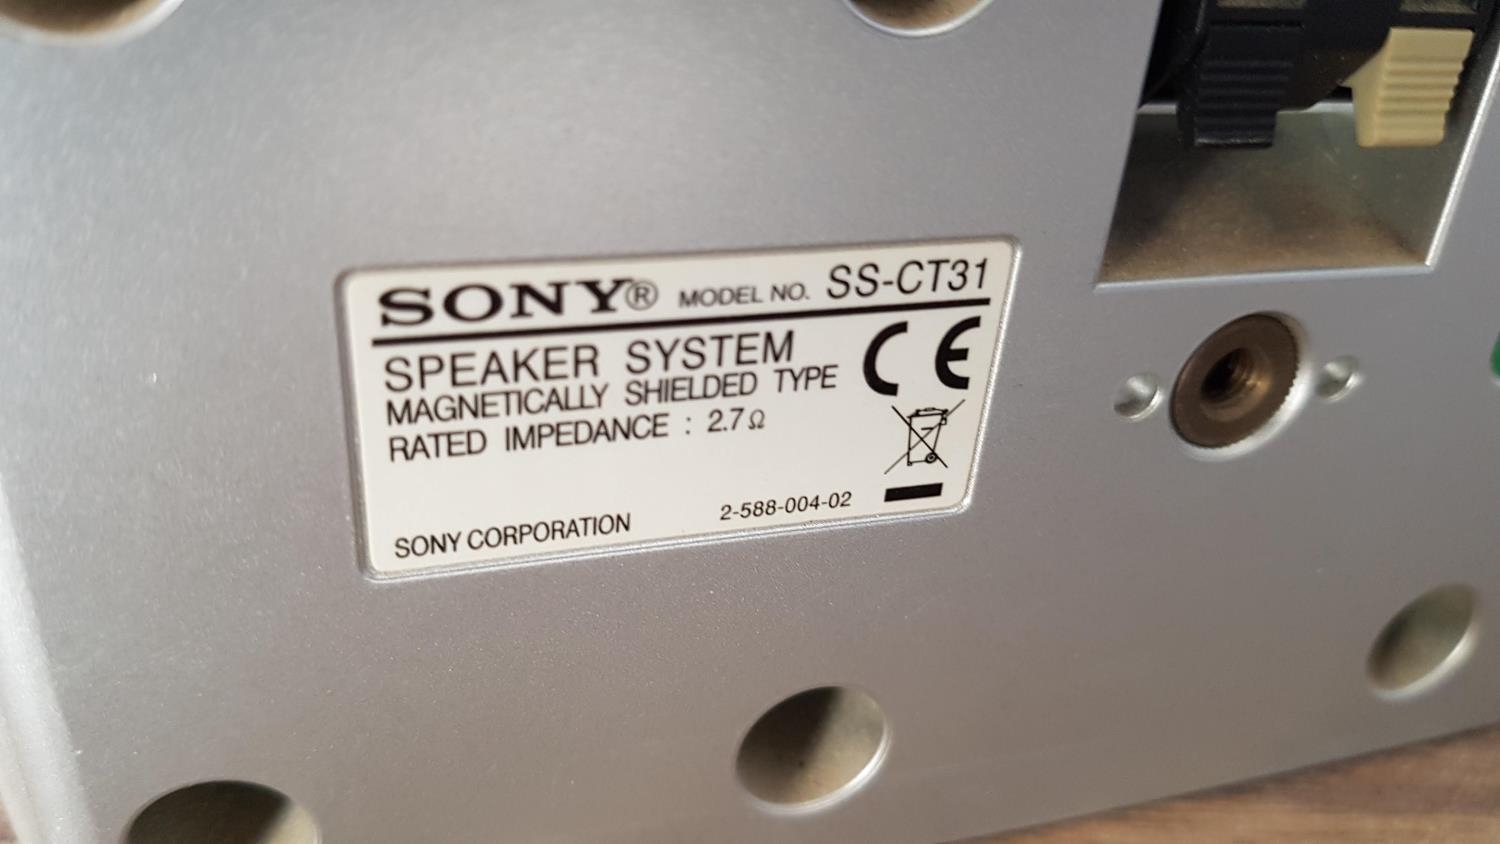 SONY® MODEL NO. SS-CT31
SPEAKER SYSTEM
MAGNETICALLY SHIELDED TYPE
RATED IMPEDANCE : 2.7Ω
CE
SONY CORPORATION 2-588-004-02